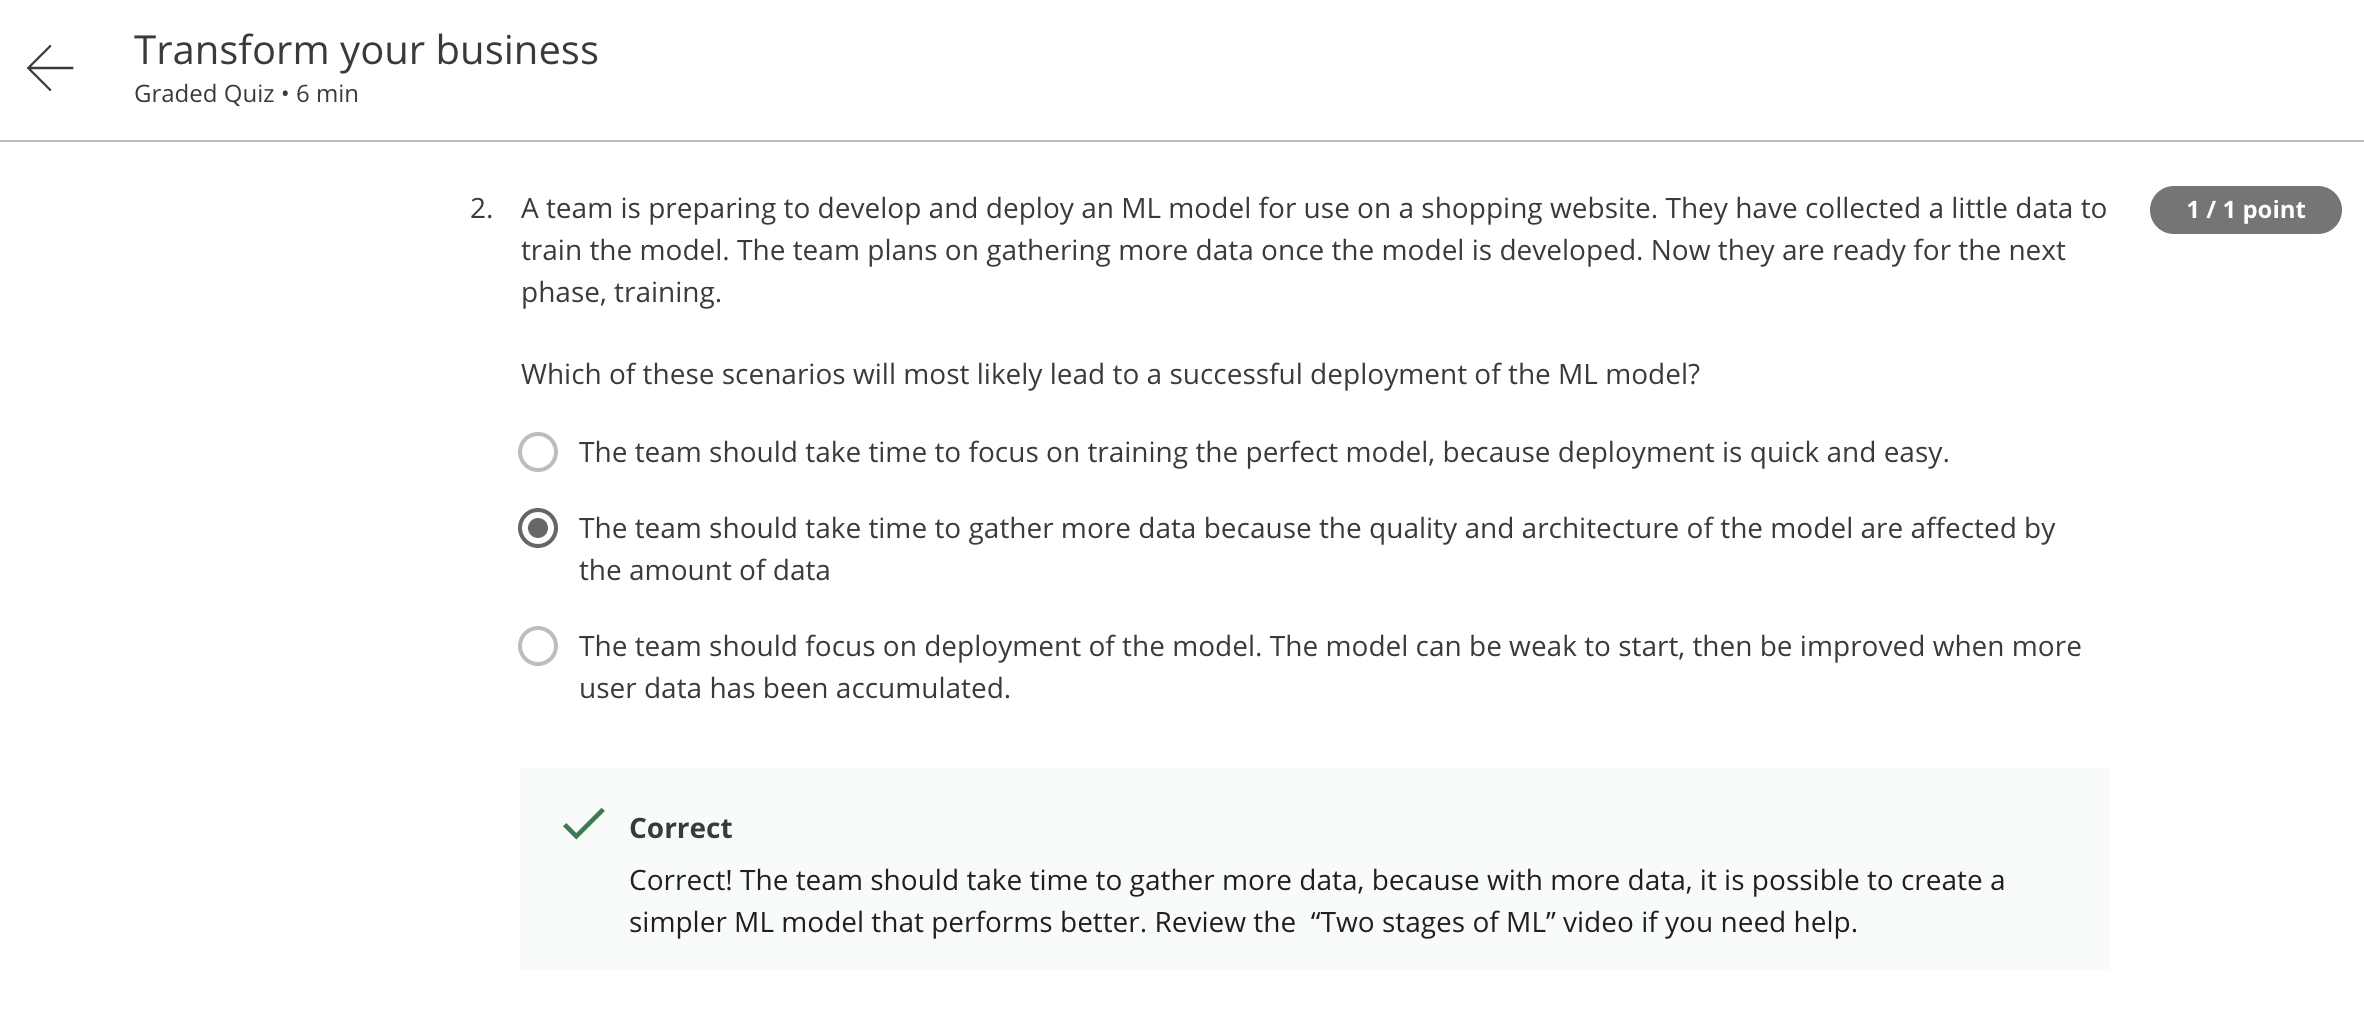 Transform your business
Graded Quiz • 6 min
2. A team is preparing to develop and deploy an ML model for use on a shopping website. They have collected a little data to
1 / 1 point
train the model. The team plans on gathering more data once the model is developed. Now they are ready for the next
phase, training.
Which of these scenarios will most likely lead to a successful deployment of the ML model?
The team should take time to focus on training the perfect model, because deployment is quick and easy.
The team should take time to gather more data because the quality and architecture of the model are affected by
the amount of data
The team should focus on deployment of the model. The model can be weak to start, then be improved when more
user data has been accumulated.
Correct
Correct! The team should take time to gather more data, because with more data, it is possible to create a
simpler ML model that performs better. Review the “Two stages of ML” video if you need help.